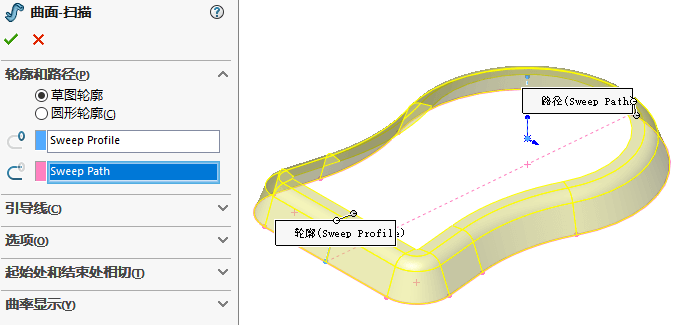 曲面-扫描
轮廓和路径(P)
草图轮廓
圆形轮廓(C)
Sweep Profile
Sweep Path
引导线(C)
选项(O)
起始处和结束处相切(T)
曲率显示(Y)
路径(Sweep Path)
轮廓(Sweep Profile)